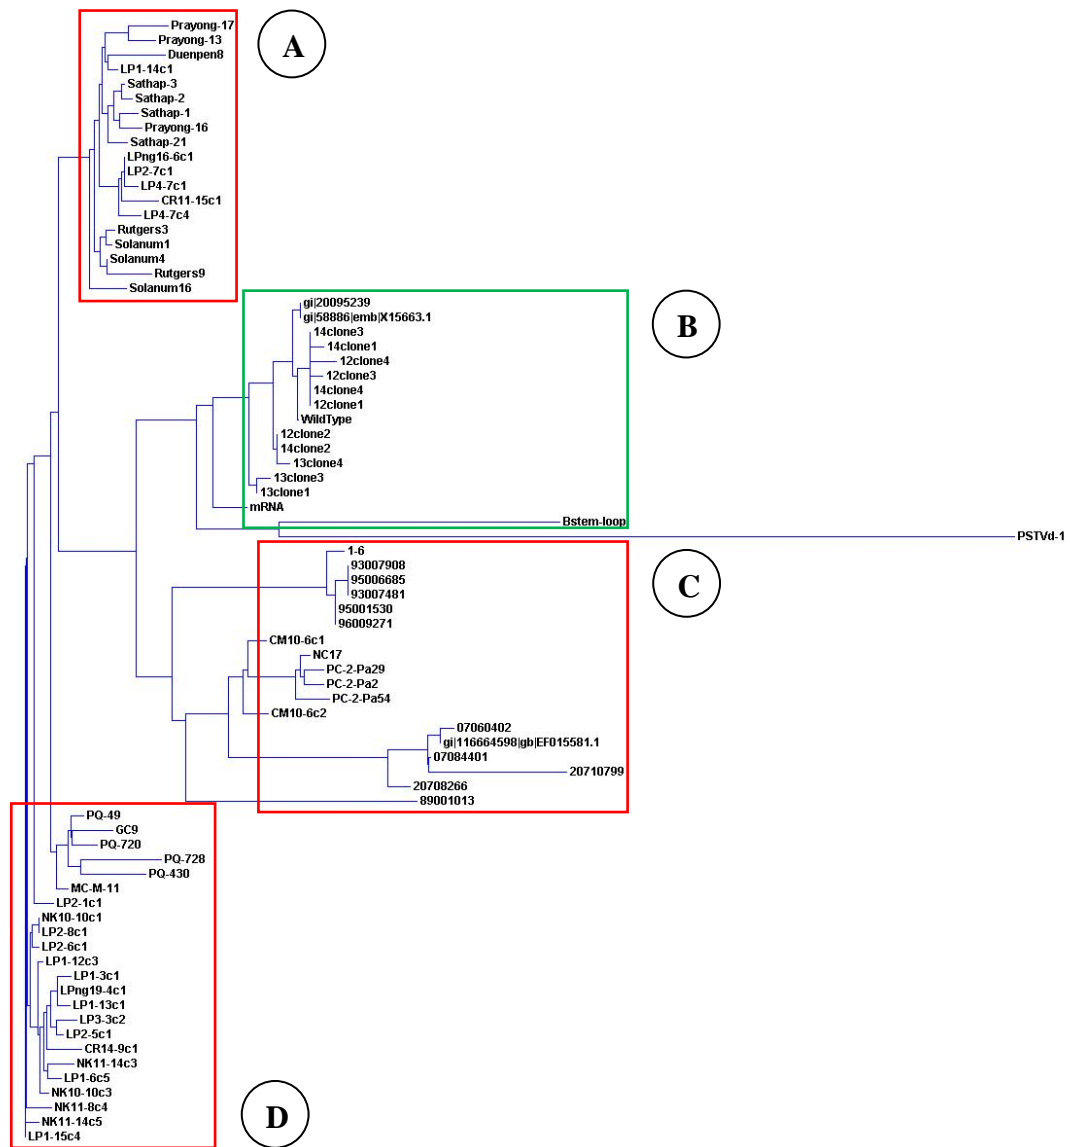 Prayong-17
Prayong-13
Duenpen8
LP1-14c1
Sathap-3
Sathap-2
Sathap-1
Prayong-16
Sathap-21
LPng16-6c1
LP2-7c1
LP4-7c1
CR11-15c1
LP4-7c4
Rutgers3
Solanum1
Solanum4
Rutgers9
Solanum16
A
gi|20095239
gi|58886|emb|X15663.1
14clone3
14clone1
12clone4
12clone3
14clone4
12clone1
WildType
12clone2
14clone2
13clone4
13clone3
13clone1
mRNA
Bstem-loop
PSTVd-1
B
1-6
93007908
95006685
93007481
95001530
96009271
CM10-6c1
NC17
PC-2-Pa29
PC-2-Pa2
PC-2-Pa54
CM10-6c2
07060402
gi|116664598|gb|EF015581.1
07084401
20710799
20708266
89001013
C
PQ-49
GC9
PQ-720
PQ-728
PQ-430
MC-M-11
LP2-1c1
NK10-10c1
LP2-8c1
LP2-6c1
LP1-12c3
LP1-3c1
LPng19-4c1
LP1-13c1
LP3-3c2
LP2-5c1
CR14-9c1
NK11-14c3
LP1-6c5
NK10-10c3
NK11-8c4
NK11-14c5
LP1-15c4
D